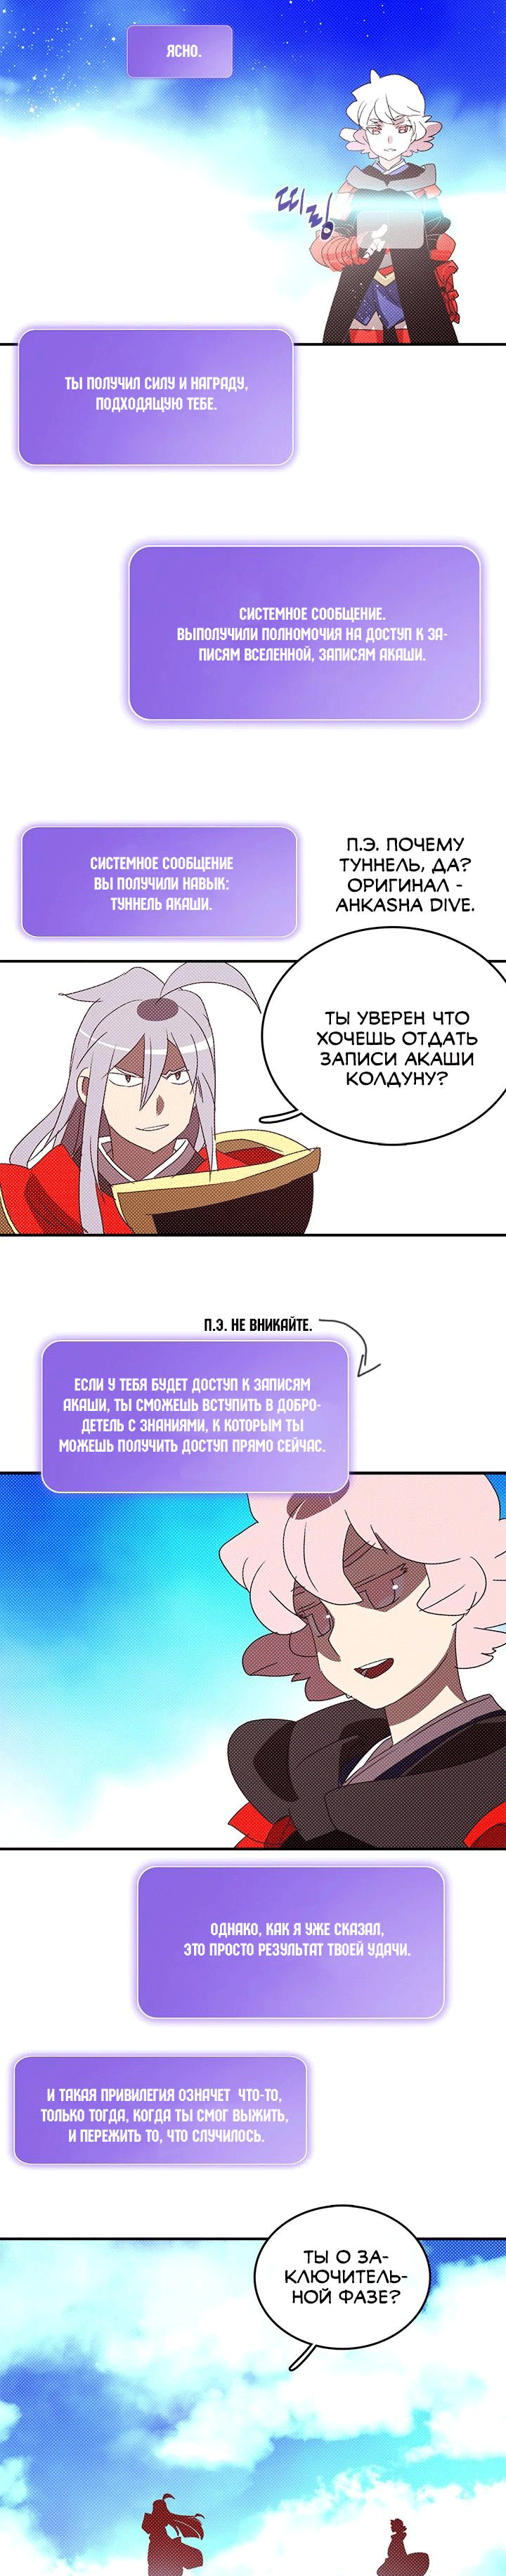 ЯСНО.
띠링
ТЫ ПОЛУЧИЛ СИЛУ И НАГРАДУ,
ПОДХОДЯЩУЮ ТЕБЕ.
СИСТЕМНОЕ СООБЩЕНИЕ.
ВЫПОЛУЧИЛИ ПОЛНОМОЧИЯ НА ДОСТУП К ЗА-
ПИСЯМ ВСЕЛЕННОЙ, ЗАПИСЯМ АКАШИ.
СИСТЕМНОЕ СООБЩЕНИЕ
ВЫ ПОЛУЧИЛИ НАВЫК:
ТУННЕЛЬ АКАШИ.
П.Э. ПОЧЕМУ
ТУННЕЛЬ, ДА?
ОРИГИНАЛ -
AHKASHA DIVE.
ТЫ УВЕРЕН ЧТО
ХОЧЕШЬ ОТДАТЬ
ЗАПИСИ АКАШИ
КОЛДУНУ?
П.Э. НЕ ВНИКАЙТЕ.
ЕСЛИ У ТЕБЯ БУДЕТ ДОСТУП К ЗАПИСЯМ
АКАШИ, ТЫ СМОЖЕШЬ ВСТУПИТЬ В ДОБРО-
ДЕТЕЛЬ С ЗНАНИЯМИ, К КОТОРЫМ ТЫ
МОЖЕШЬ ПОЛУЧИТЬ ДОСТУП ПРЯМО СЕЙЧАС.
ОДНАКО, КАК Я УЖЕ СКАЗАЛ,
ЭТО ПРОСТО РЕЗУЛЬТАТ ТВОЕЙ УДАЧИ.
И ТАКАЯ ПРИВИЛЕГИЯ ОЗНАЧЕТ ЧТО-ТО,
ТОЛЬКО ТОГДА, КОГДА ТЫ СМОГ ВЫЖИТЬ,
И ПЕРЕЖИТЬ ТО, ЧТО СЛУЧИЛОСЬ.
ТЫ О ЗА-
КЛЮЧИТЕЛЬ-
НОЙ ФАЗЕ?